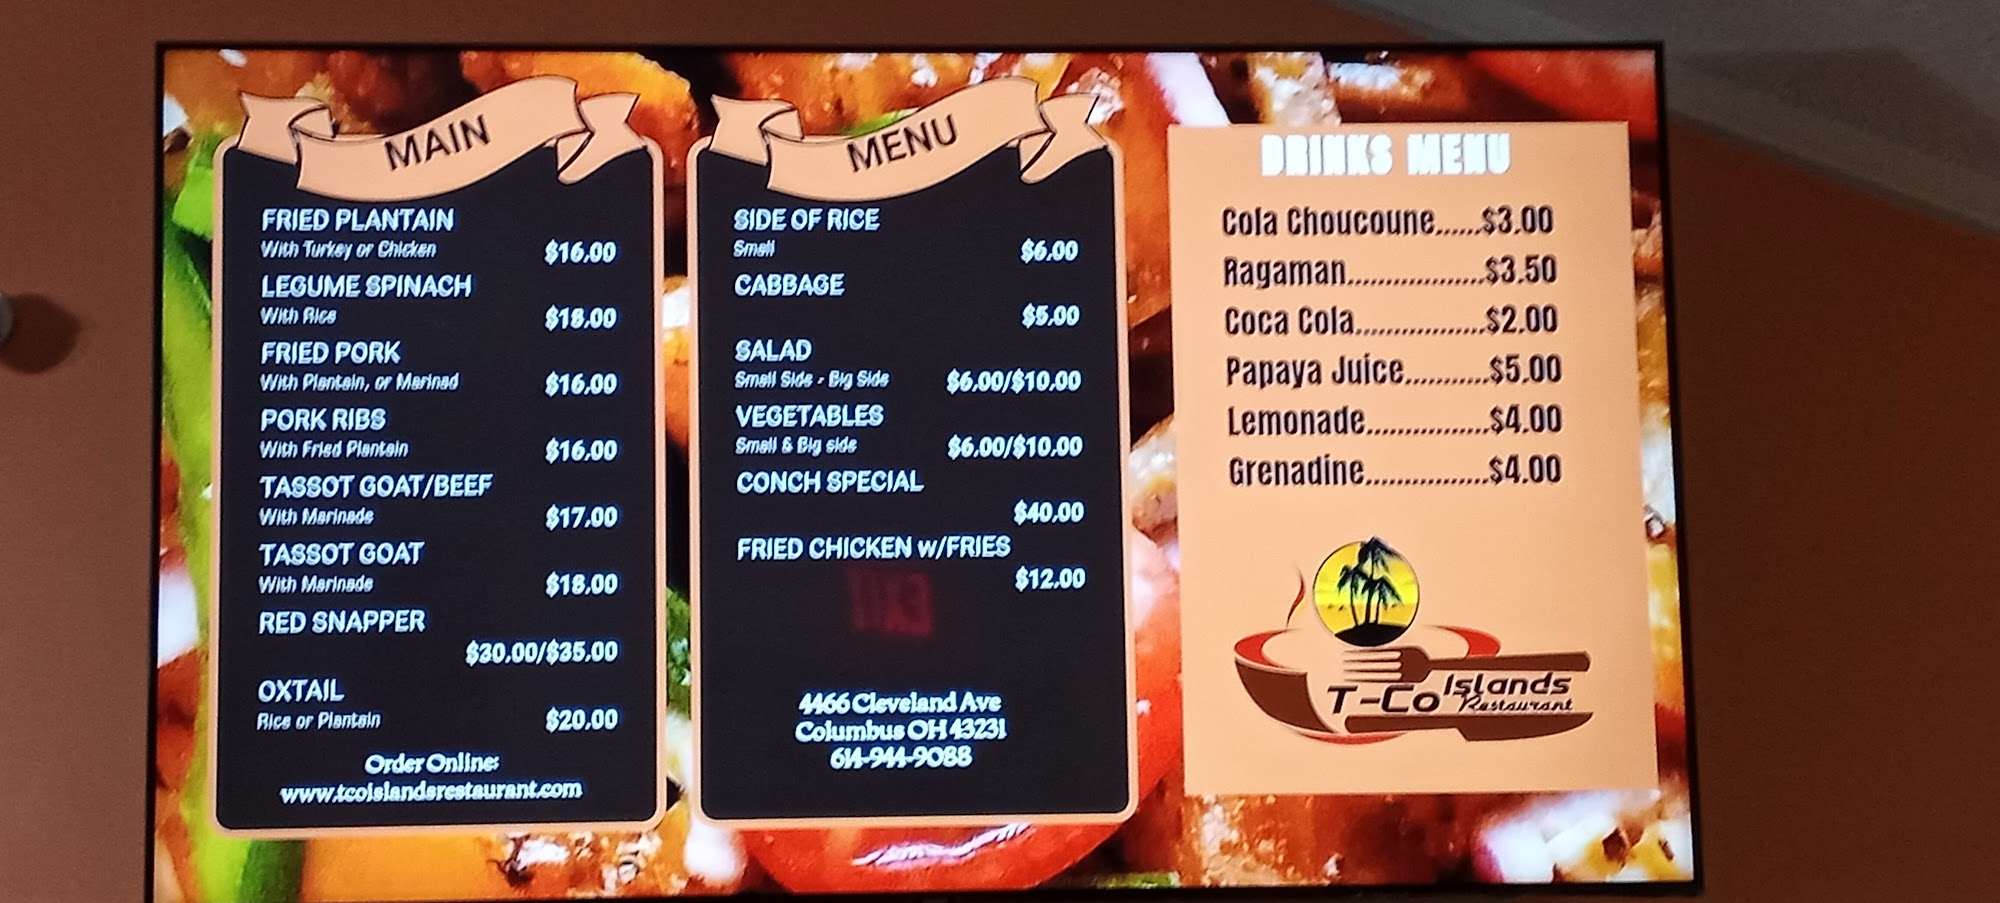 MAIN
FRIED PLANTAIN
With Turkey or Chicken $16.00
LEGUME SPINACH
With Rice $18.00
FRIED PORK
With Plantain, or Marinad $16.00
PORK RIBS
With Fried Plantain $16.00
TASSOT GOAT/BEEF
With Marinade $17.00
TASSOT GOAT
With Marinade $18.00
RED SNAPPER
$30.00/$35.00
OXTAIL
Rice or Plantain $20.00
Order Online:
www.tcoislandsrestaurant.com
MENU
SIDE OF RICE
Small $6.00
CABBAGE
$5.00
SALAD
Small Side - Big Side $6.00/$10.00
VEGETABLES
Small & Big side $6.00/$10.00
CONCH SPECIAL
$40.00
FRIED CHICKEN w/FRIES
$12.00
EXIT
4466 Cleveland Ave
Columbus OH 43231
614-944-9088
DRINKS MENU
Cola Choucoune......$3.00
Ragaman.................$3.50
Coca Cola................$2.00
Papaya Juice..........$5.00
Lemonade...............$4.00
Grenadine...............$4.00
T-Co Islands
Restaurant